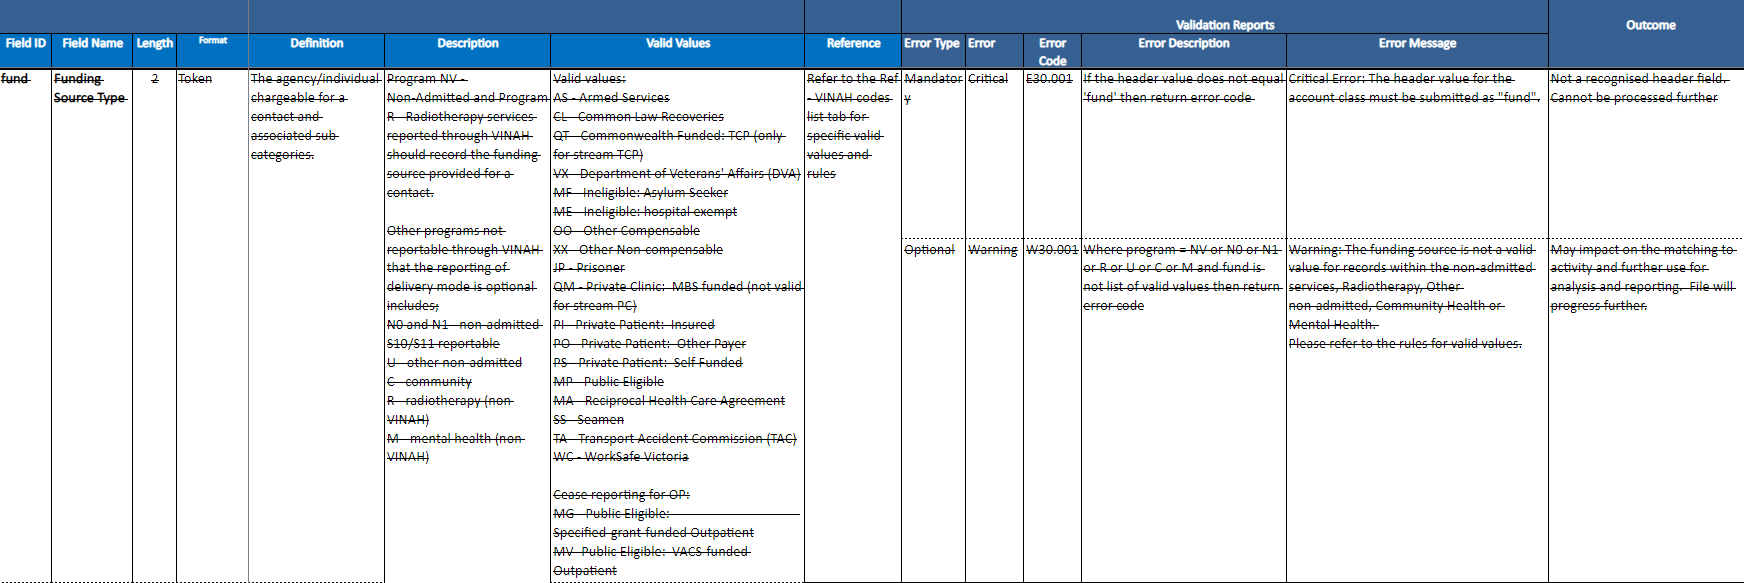 Validation Reports
Outcome
Field ID
Field Name
Length
Format
Definition
Description
Valid Values
Reference
Error Type
Error
Error
Code
Error Description
Error Message
fund
Funding
Source Type
2
Token
The agency/individual
chargeable for a
contact and
associated sub
categories.
Program NV -
Non-Admitted and Program
R - Radiotherapy services
reported through VINAH
should record the funding
source provided for a
contact.
Other programs not
reportable through VINAH
that the reporting of
delivery mode is optional
includes;
N0 and N1 - non-admitted
S10/S11 reportable
U - other non-admitted
C - community
R - radiotherapy (non-
VINAH)
M - mental health (non-
VINAH)
Valid values:
AS - Armed Services
CL - Common Law Recoveries
QT - Commonwealth Funded: TCP (only
for stream TCP)
VX - Department of Veterans' Affairs (DVA)
MF - Ineligible: Asylum Seeker
ME - Ineligible: hospital exempt
OO - Other Compensable
XX - Other Non-compensable
JP - Prisoner
QM - Private Clinic: MBS funded (not valid
for stream PC)
PI - Private Patient: Insured
PO - Private Patient: Other Payer
PS - Private Patient: Self Funded
MP - Public Eligible
MA - Reciprocal Health Care Agreement
SS - Seamen
TA - Transport Accident Commission (TAC)
WC - WorkSafe Victoria
Cease reporting for OP:
MG - Public Eligible:
Specified-grant funded Outpatient
MV- Public Eligible: VACS funded
Outpatient
Refer to the Ref
- VINAH codes
list tab for
specific valid
values and
rules
Mandator
y
Critical
E30.001
If the header value does not equal
'fund' then return error code
Critical Error: The header value for the
account class must be submitted as "fund".
Not a recognised header field.
Cannot be processed further
Optional
Warning
W30.001
Where program = NV or N0 or N1
or R or U or C or M and fund is
not list of valid values then return
error code
Warning: The funding source is not a valid
value for records within the non-admitted
services, Radiotherapy, Other
non-admitted, Community Health or
Mental Health.
Please refer to the rules for valid values.
May impact on the matching to
activity and further use for
analysis and reporting. File will
progress further.